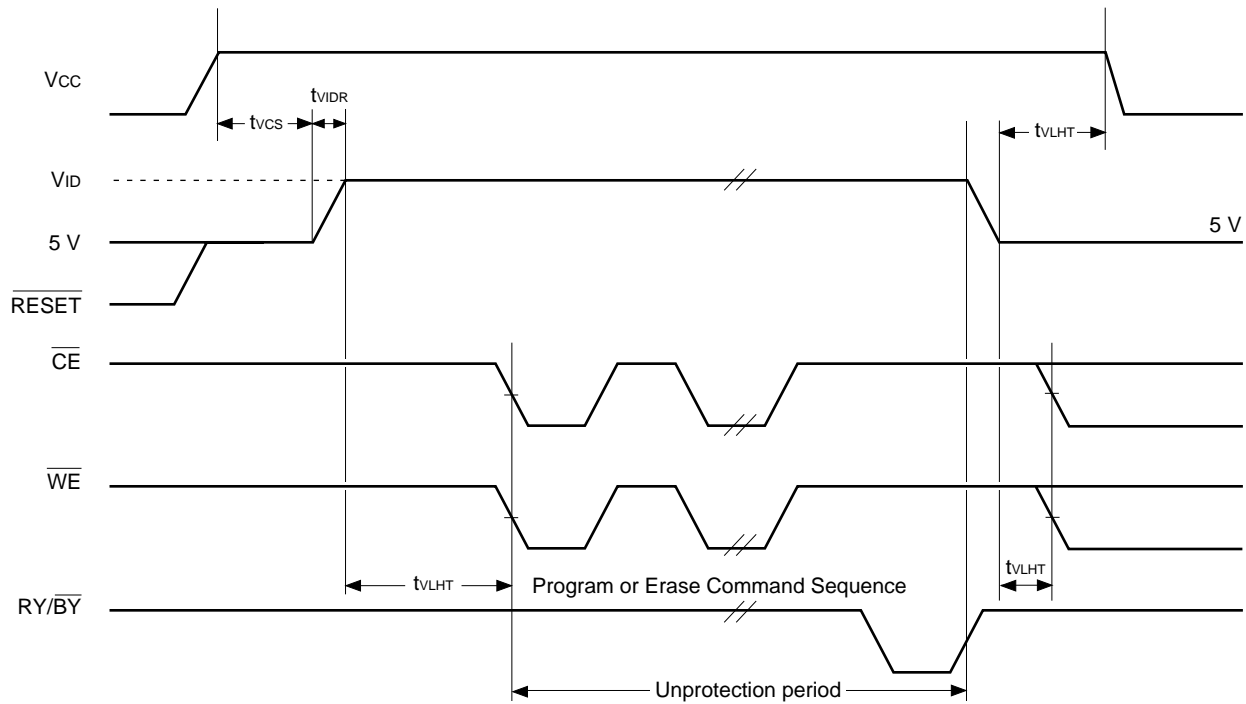 VCC
tVIDR
tVCS
tVLHT
VID
5 V
5 V
RESET
CE
WE
tVLHT
Program or Erase Command Sequence
tVLHT
RY/BY
Unprotection period